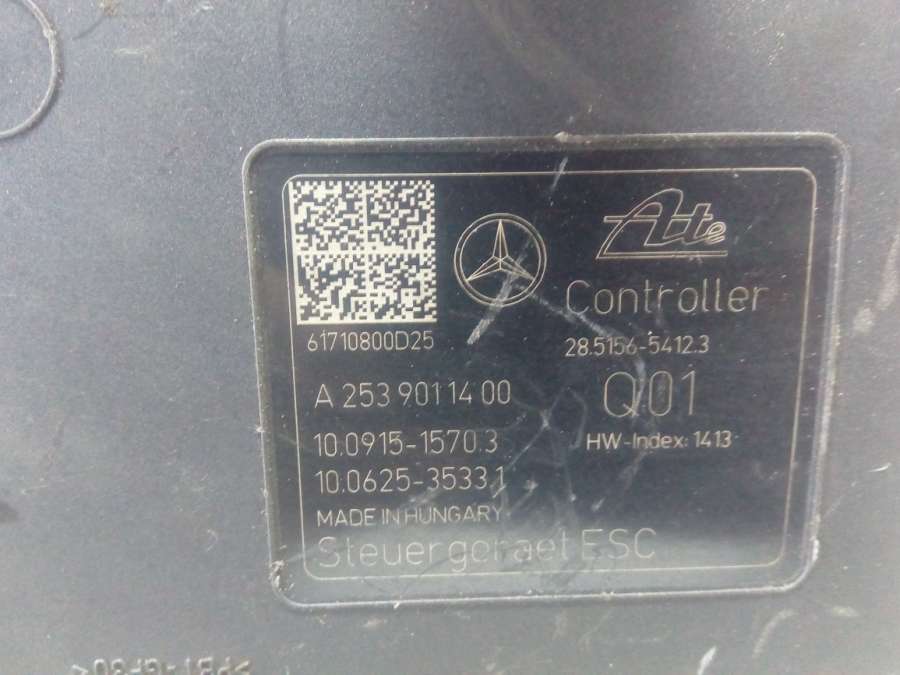 Ate
Controller
61710800D25
28.5156-5412.3
A 253 901 14 00
Q01
10.0915-1570.3
HW-Index: 1413
10.0625-3533.1
MADE IN HUNGARY
Steuergeraet ESC